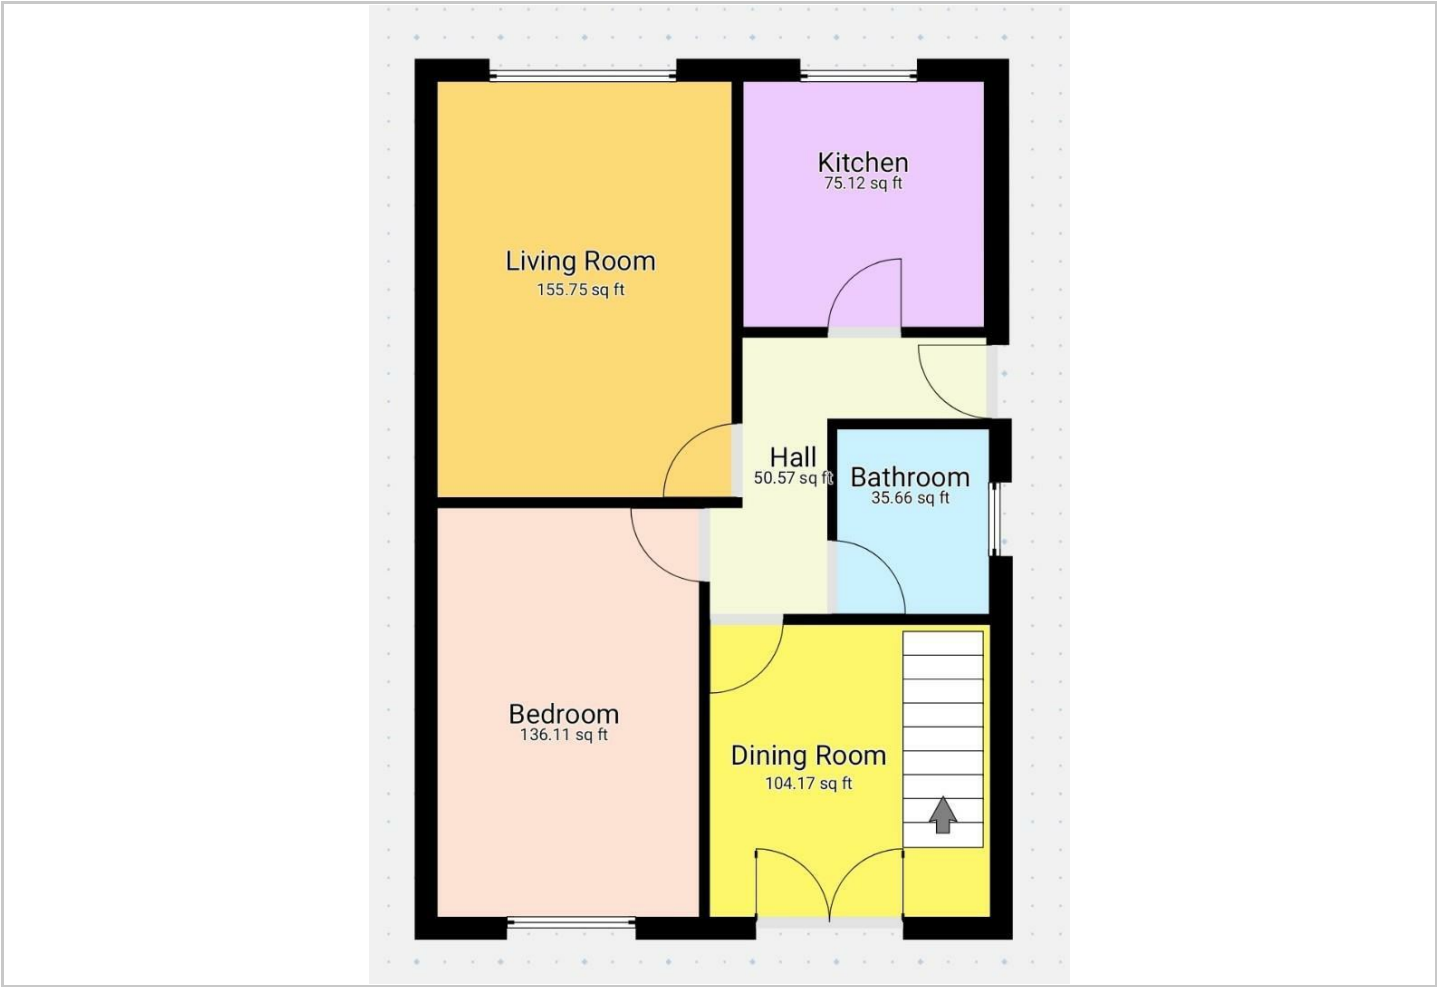 Kitchen
75.12 sq ft
Living Room
155.75 sq ft
Hall
50.57 sq ft
Bathroom
35.66 sq ft
Bedroom
136.11 sq ft
Dining Room
104.17 sq ft